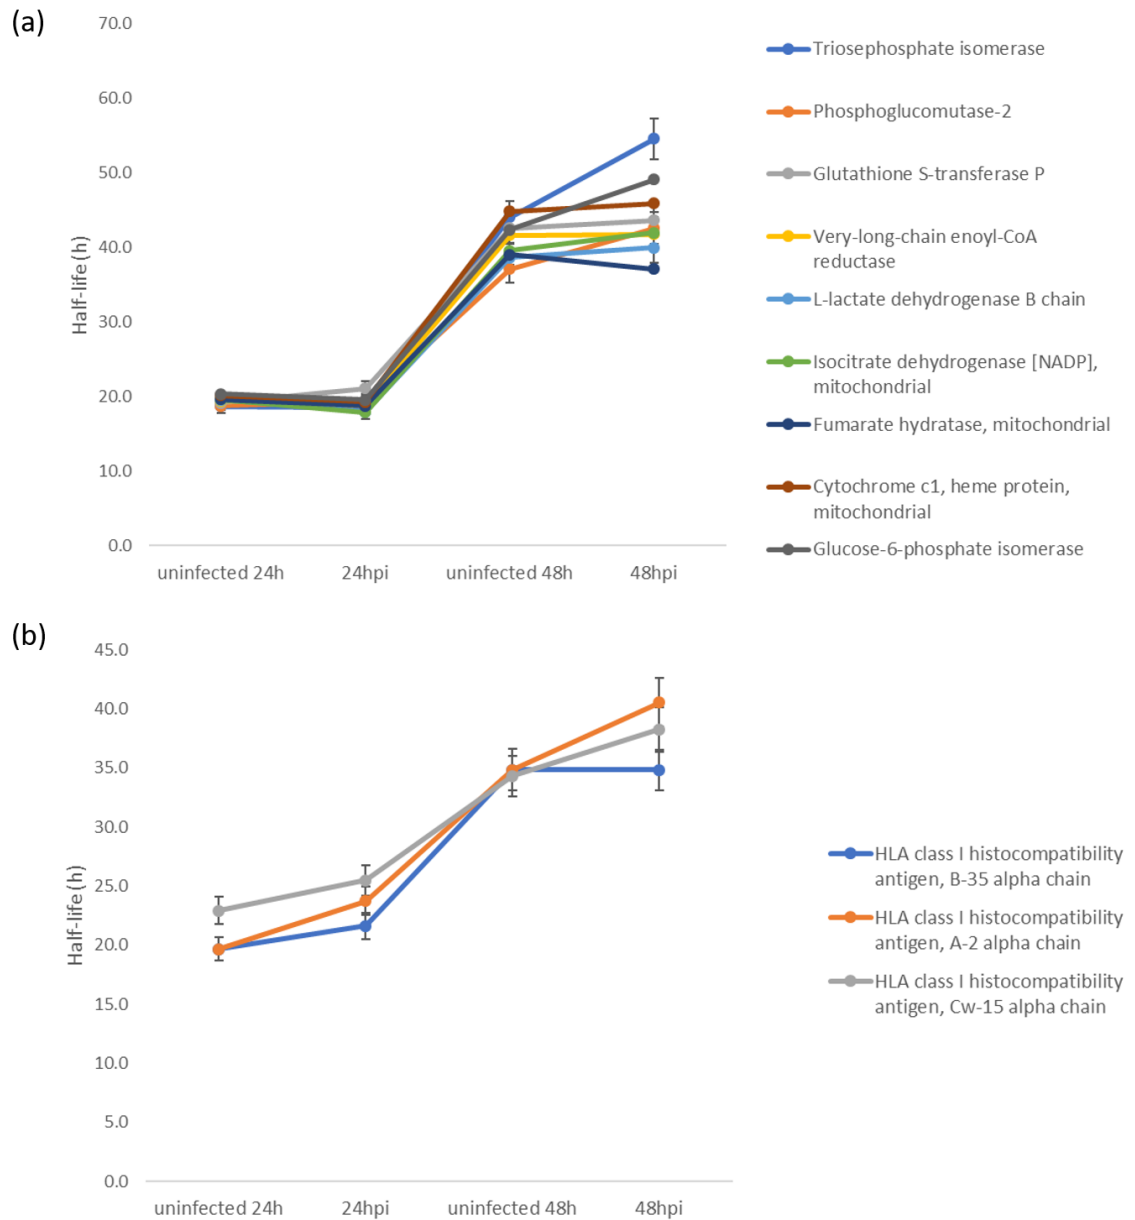 (a)
70.0
60.0
50.0
40.0
30.0
20.0
10.0
0.0
Half-life (h)
uninfected 24h
24hpi
uninfected 48h
48hpi
Triosephosphate isomerase
Phosphoglucomutase-2
Glutathione S-transferase P
Very-long-chain enoyl-CoA
reductase
L-lactate dehydrogenase B chain
Isocitrate dehydrogenase [NADP],
mitochondrial
Fumarate hydratase, mitochondrial
Cytochrome c1, heme protein,
mitochondrial
Glucose-6-phosphate isomerase
(b)
45.0
40.0
35.0
30.0
25.0
20.0
15.0
10.0
5.0
0.0
Half-life (h)
uninfected 24h
24hpi
uninfected 48h
48hpi
HLA class I histocompatibility
antigen, B-35 alpha chain
HLA class I histocompatibility
antigen, A-2 alpha chain
HLA class I histocompatibility
antigen, Cw-15 alpha chain